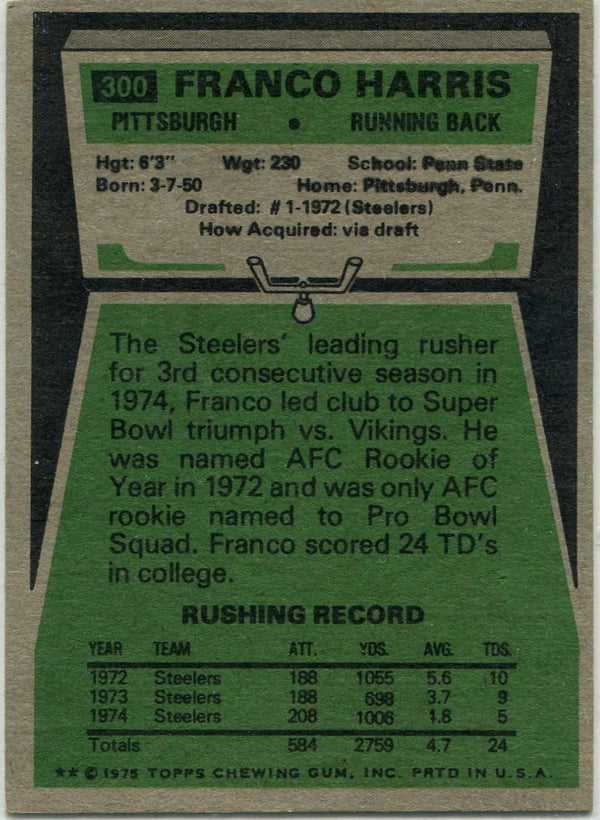 300 FRANCO HARRIS
PITTSBURGH • RUNNING BACK
Hgt: 6'3" Wgt: 230 School: Penn State
Born: 3-7-50 Home: Pittsburgh, Penn.
Drafted: #1-1972 (Steelers)
How Acquired: via draft
The Steelers' leading rusher
for 3rd consecutive season in
1974, Franco led club to Super
Bowl triumph vs. Vikings. He
was named AFC Rookie of
Year in 1972 and was only AFC
rookie named to Pro Bowl
Squad. Franco scored 24 TD's
in college.
RUSHING RECORD
YEAR TEAM ATT. YDS. AVG. TDS.
1972 Steelers 188 1055 5.6 10
1973 Steelers 188 698 3.7 9
1974 Steelers 208 1006 4.8 5
Totals 584 2759 4.7 24
** © 1975 TOPPS CHEWING GUM, INC. PRTD IN U.S.A.